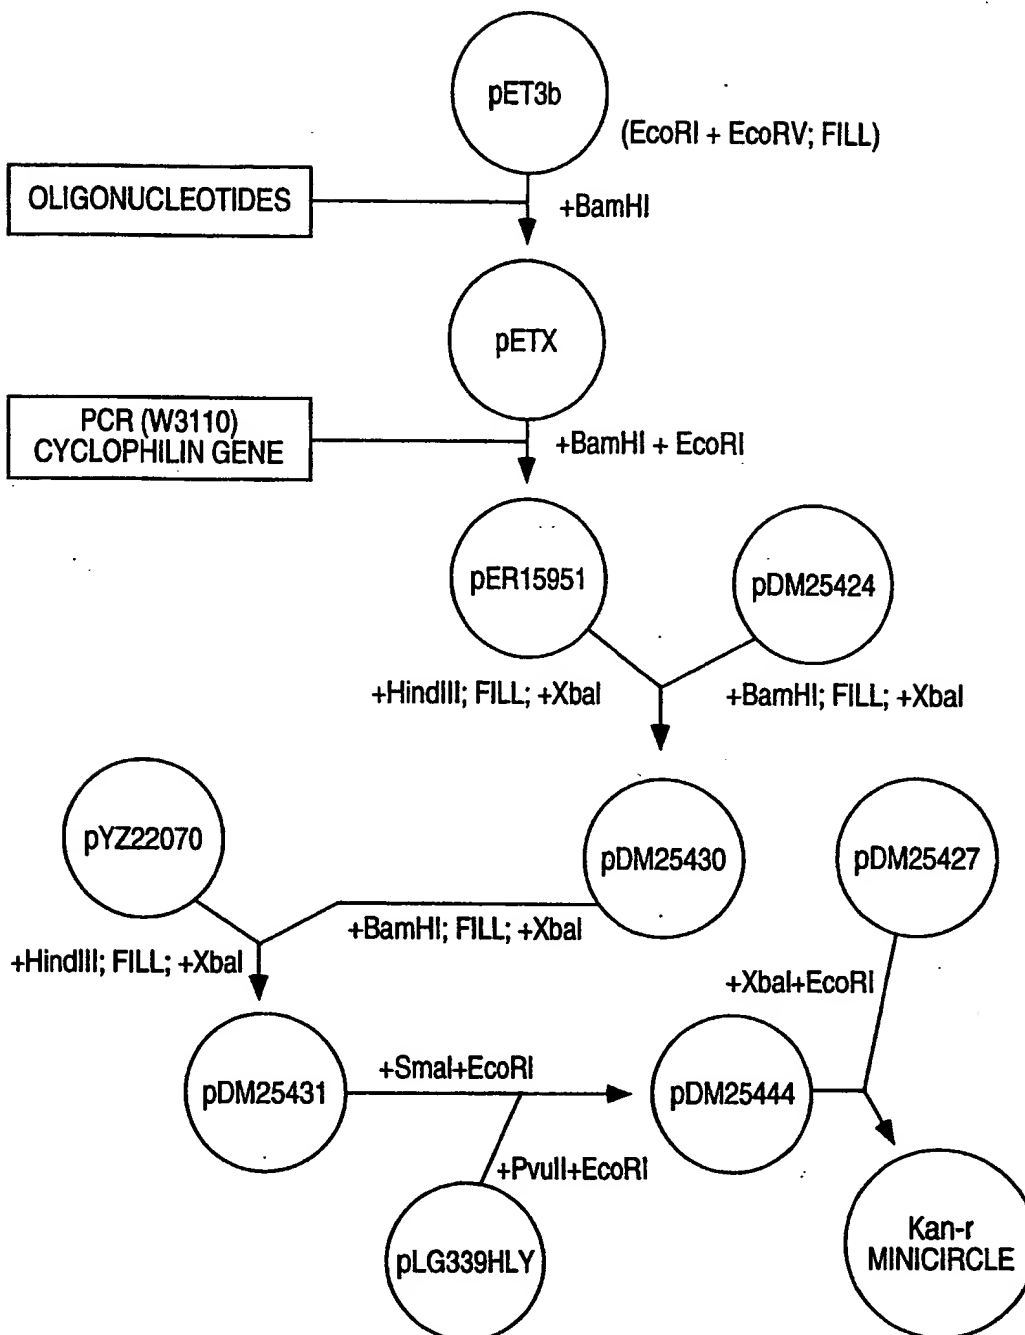 pET3b
(EcoRI + EcoRV; FILL)
OLIGONUCLEOTIDES
+BamHI
pETX
PCR (W3110)
CYCLOPHILIN GENE
+BamHI + EcoRI
pER15951
pDM25424
+HindIII; FILL; +XbaI
+BamHI; FILL; +XbaI
pYZ22070
pDM25430
pDM25427
+BamHI; FILL; +XbaI
+HindIII; FILL; +XbaI
+XbaI+EcoRI
pDM25431
+SmaI+EcoRI
pDM25444
+PvuII+EcoRI
pLG339HLY
Kan-r
MINICIRCLE